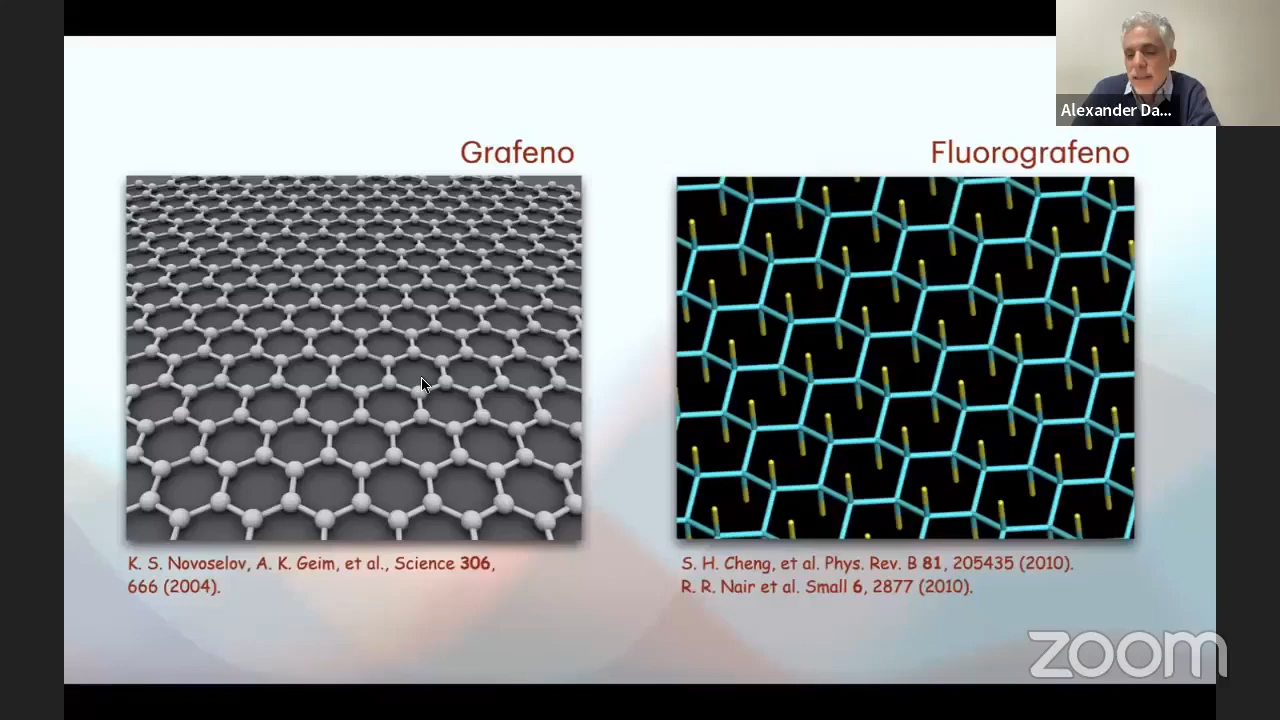 Alexander Da...
Grafeno
Fluorografeno
K. S. Novoselov, A. K. Geim, et al., Science 306,
666 (2004).
S. H. Cheng, et al. Phys. Rev. B 81, 205435 (2010).
R. R. Nair et al. Small 6, 2877 (2010).
zoom